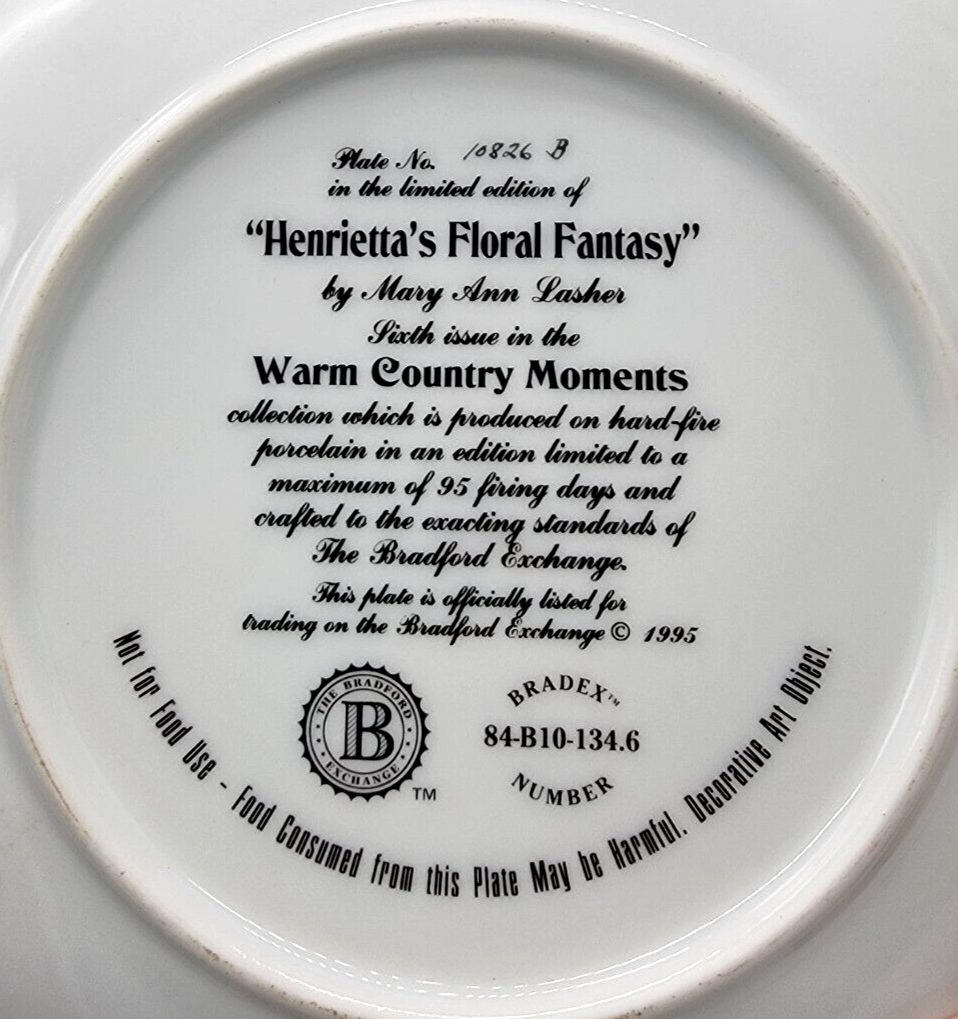 Plate No. 10826 B
in the limited edition of
"Henrietta's Floral Fantasy"
by Mary Ann Lasher
Sixth issue in the
Warm Country Moments
collection which is produced on hard-fire
porcelain in an edition limited to a
maximum of 95 firing days and
crafted to the exacting standards of
The Bradford Exchange.
This plate is officially listed for
trading on the Bradford Exchange © 1995
THE BRADFORD
B
EXCHANGE
TM
BRADEX™
84-B10-134.6
NUMBER
Not for Food Use - Food Consumed from this Plate May be Harmful. Decorative Art Object.